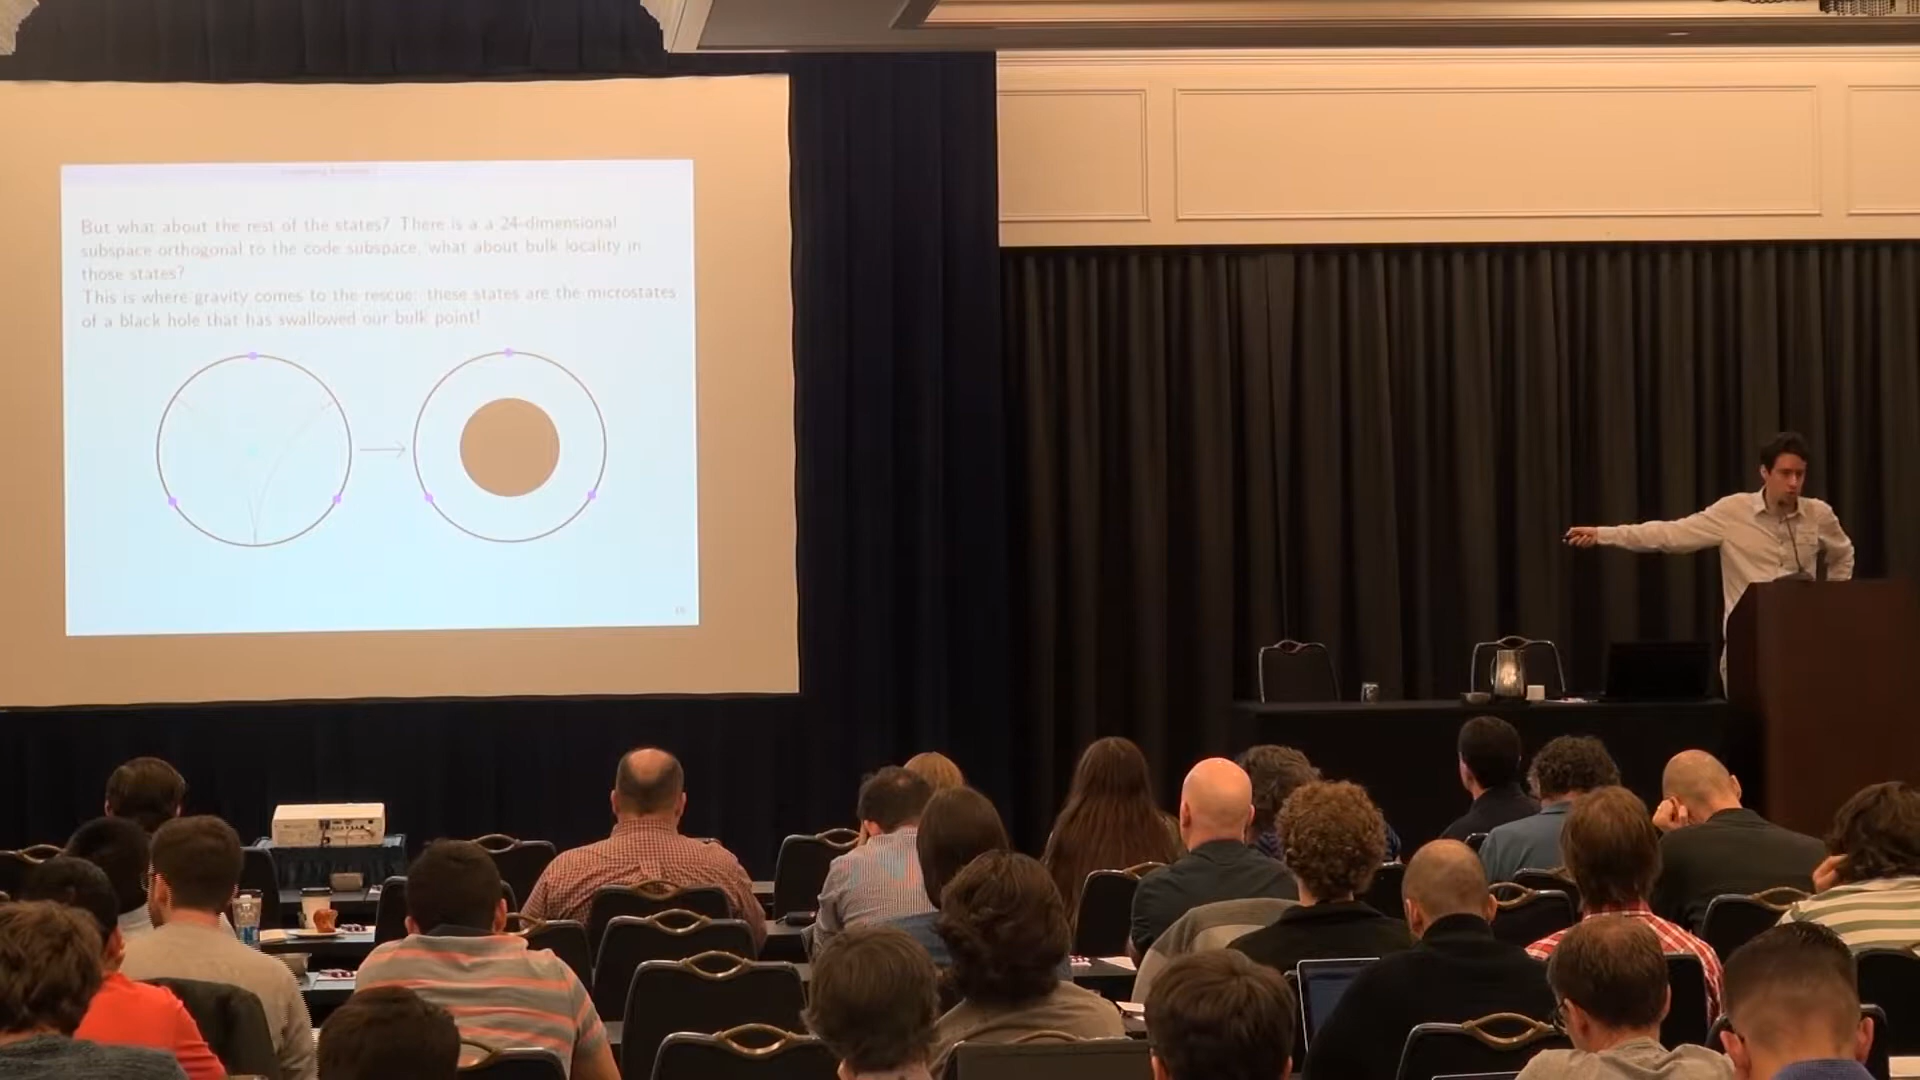 But what about the rest of the states? There is a a 24-dimensional
subspace orthogonal to the code subspace, what about bulk locality in
those states?
This is where gravity comes to the rescue: these states are the microstates
of a black hole that has swallowed our bulk point!